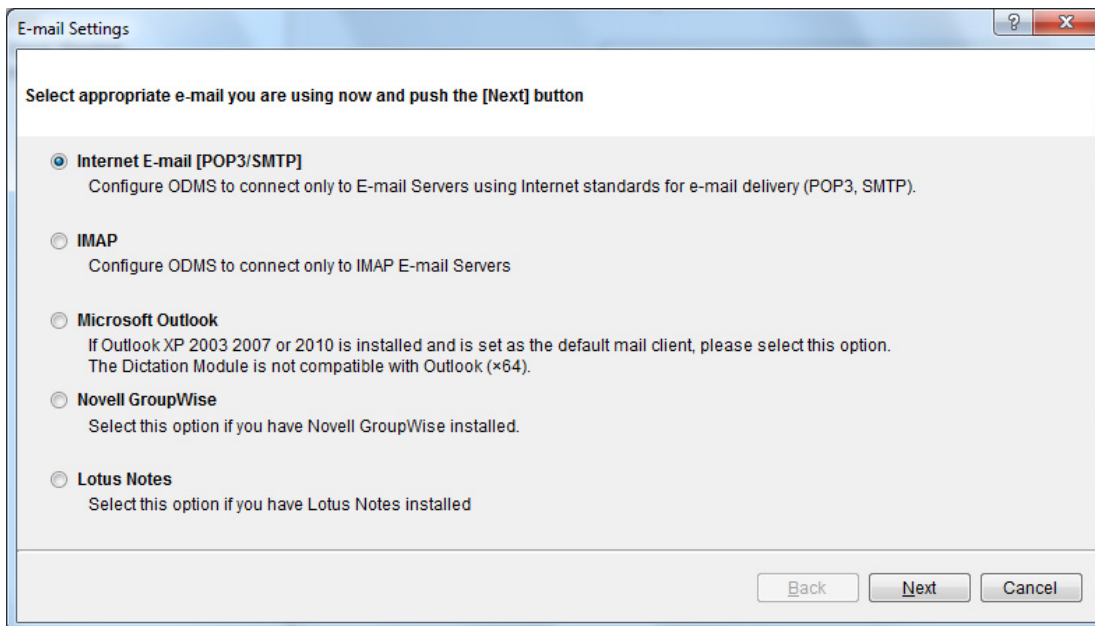 E-mail Settings
?
X
Select appropriate e-mail you are using now and push the [Next] button
Internet E-mail [POP3/SMTP]
Configure ODMS to connect only to E-mail Servers using Internet standards for e-mail delivery (POP3, SMTP).
IMAP
Configure ODMS to connect only to IMAP E-mail Servers
Microsoft Outlook
If Outlook XP 2003 2007 or 2010 is installed and is set as the default mail client, please select this option.
The Dictation Module is not compatible with Outlook (×64).
Novell GroupWise
Select this option if you have Novell GroupWise installed.
Lotus Notes
Select this option if you have Lotus Notes installed
Back Next Cancel